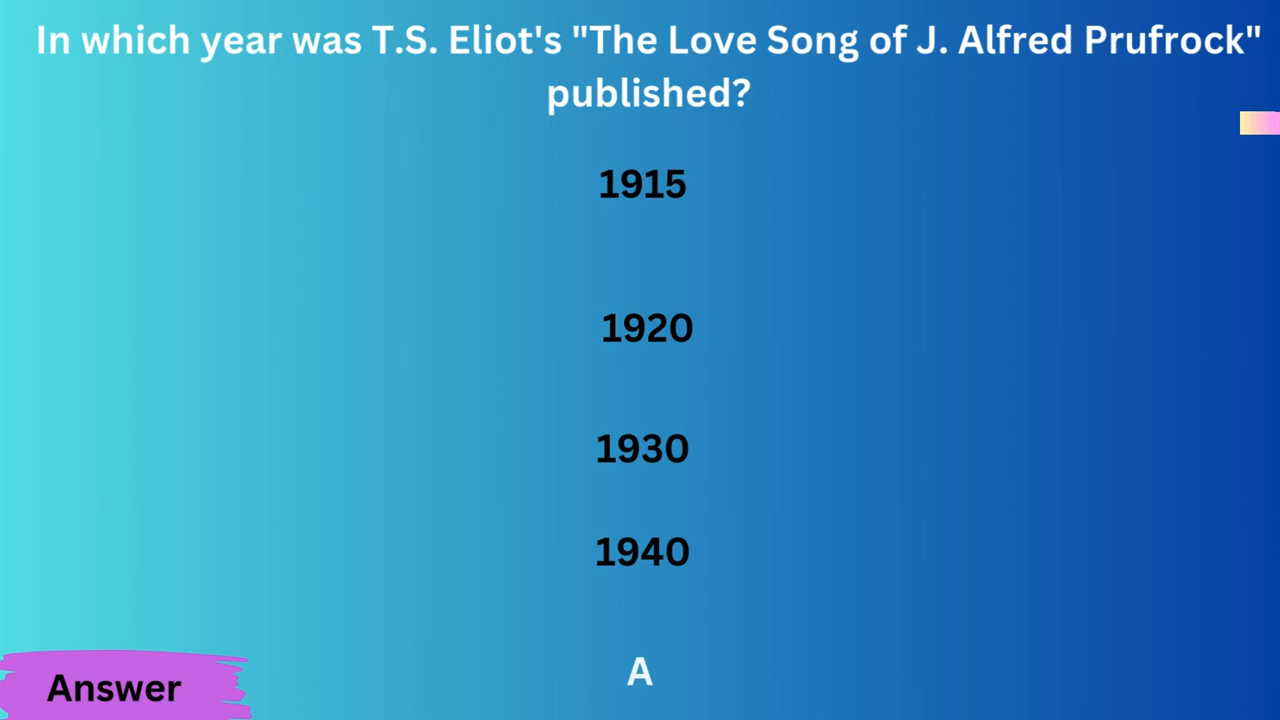 In which year was T.S. Eliot's "The Love Song of J. Alfred Prufrock"
published?
1915
1920
1930
1940
A
Answer